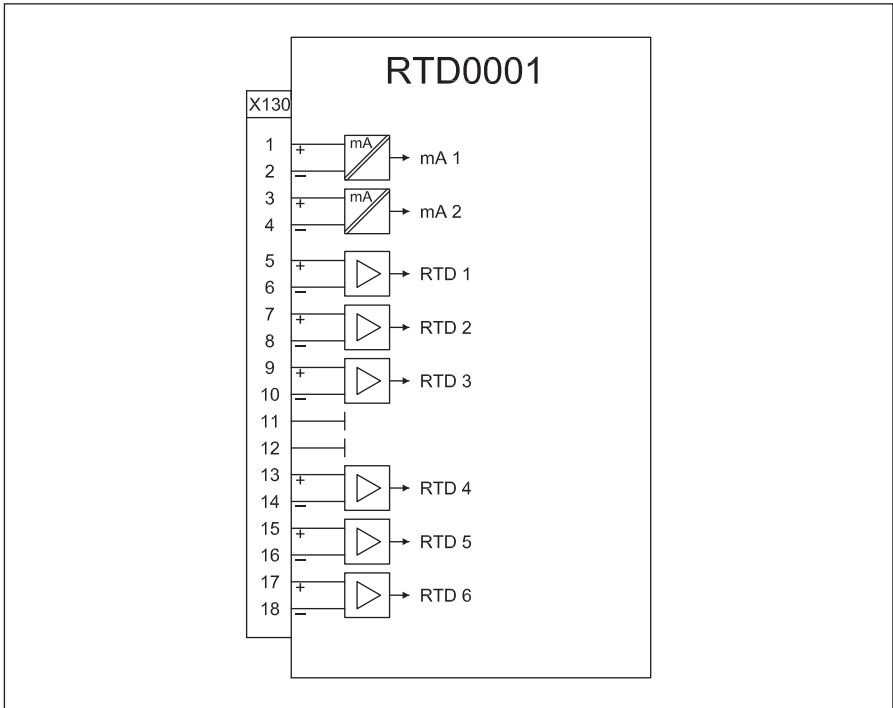 RTD0001
X130
1 + mA
2 − mA 1
3 + mA
4 − mA 2
5 +
6 − RTD 1
7 +
8 − RTD 2
9 +
10 − RTD 3
11
12
13 +
14 − RTD 4
15 +
16 − RTD 5
17 +
18 − RTD 6